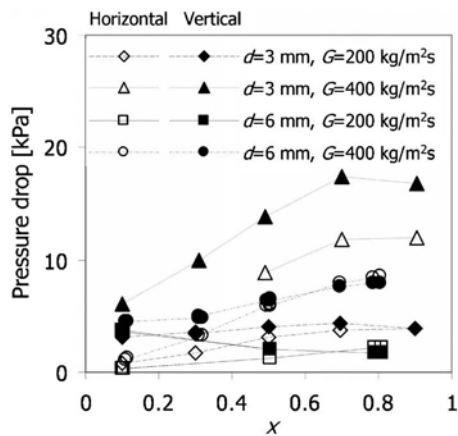 Horizontal Vertical
d=3 mm, G=200 kg/m²s
d=3 mm, G=400 kg/m²s
d=6 mm, G=200 kg/m²s
d=6 mm, G=400 kg/m²s
Pressure drop [kPa]
30
20
10
0
0 0.2 0.4 0.6 0.8 1
x